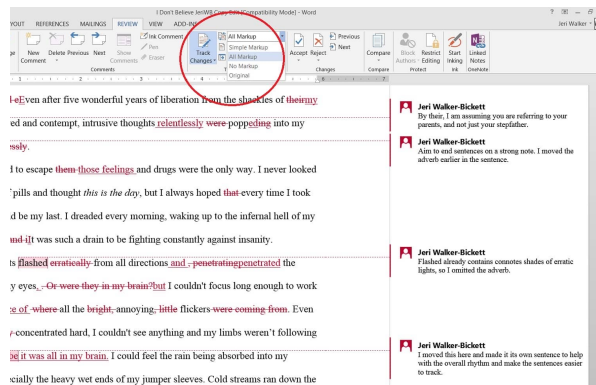 I Don't Believe JenWB Copy Edit [Compatibility Mode] - Word
YOUT REFERENCES MAILINGS REVIEW VIEW ADD-INS
Jeri Walker
New Comment Delete Previous Next Show Comments
Ink Comment
Pen
Eraser
Track Changes
All Markup
Simple Markup
All Markup
No Markup
Original
Accept Reject
Previous
Next
Compare
Block Authors Restrict Editing
Start Inking
Linked Notes
Comments
Changes
Compare
Protect
Ink
OneNote
eEven after five wonderful years of liberation from the shackles of theirmy
ed and contempt, intrusive thoughts relentlessly were poppeding into my
essly.
d to escape them those feelings and drugs were the only way. I never looked
pills and thought this is the day, but I always hoped that every time I took
d be my last. I dreaded every morning, waking up to the infernal hell of my
and iIt was such a drain to be fighting constantly against insanity.
ts flashed erratically from all directions and , penetratingpenetrated the
y eyes, . Or were they in my brain?but I couldn't focus long enough to work
e of where all the bright, annoying, little flickers were coming from. Even
concentrated hard, I couldn't see anything and my limbs weren't following
be it was all in my brain. I could feel the rain being absorbed into my
ecially the heavy wet ends of my jumper sleeves. Cold streams ran down the
Jeri Walker-Bickett
By their, I am assuming you are referring to your
parents, and not just your stepfather.
Jeri Walker-Bickett
Aim to end sentences on a strong note. I moved the
adverb earlier in the sentence.
Jeri Walker-Bickett
Flashed already contains connotes shades of erratic
lights, so I omitted the adverb.
Jeri Walker-Bickett
I moved this here and made it its own sentence to help
with the overall rhythm and make the sentences easier
to track.